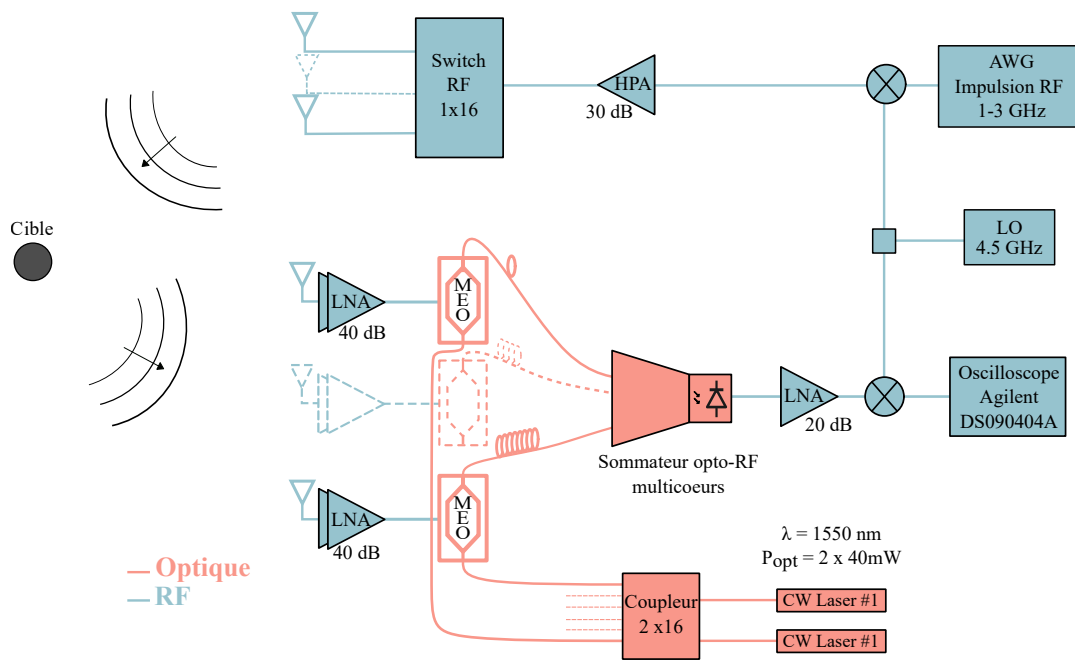 Switch
RF
1x16
HPA
30 dB
AWG
Impulsion RF
1-3 GHz
Cible
LO
4.5 GHz
LNA
40 dB
MEO
LNA
20 dB
Oscilloscope
Agilent
DS090404A
Sommateur opto-RF
multicoeurs
LNA
40 dB
MEO
λ = 1550 nm
Popt = 2 x 40mW
Optique
RF
Coupleur
2 x16
CW Laser #1
CW Laser #1